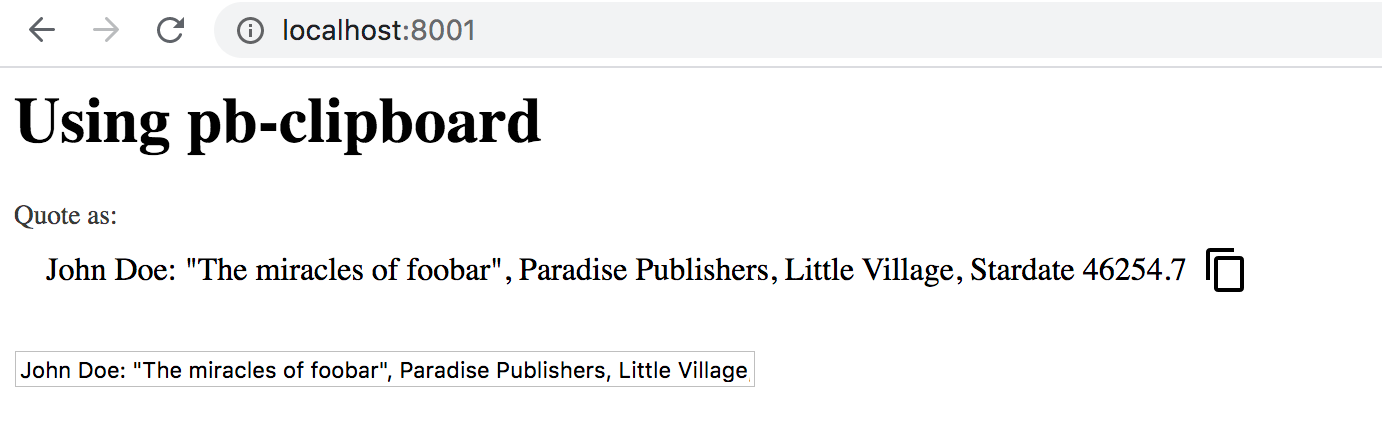 localhost:8001
Using pb-clipboard
Quote as:
John Doe: "The miracles of foobar", Paradise Publishers, Little Village, Stardate 46254.7
John Doe: "The miracles of foobar", Paradise Publishers, Little Village,